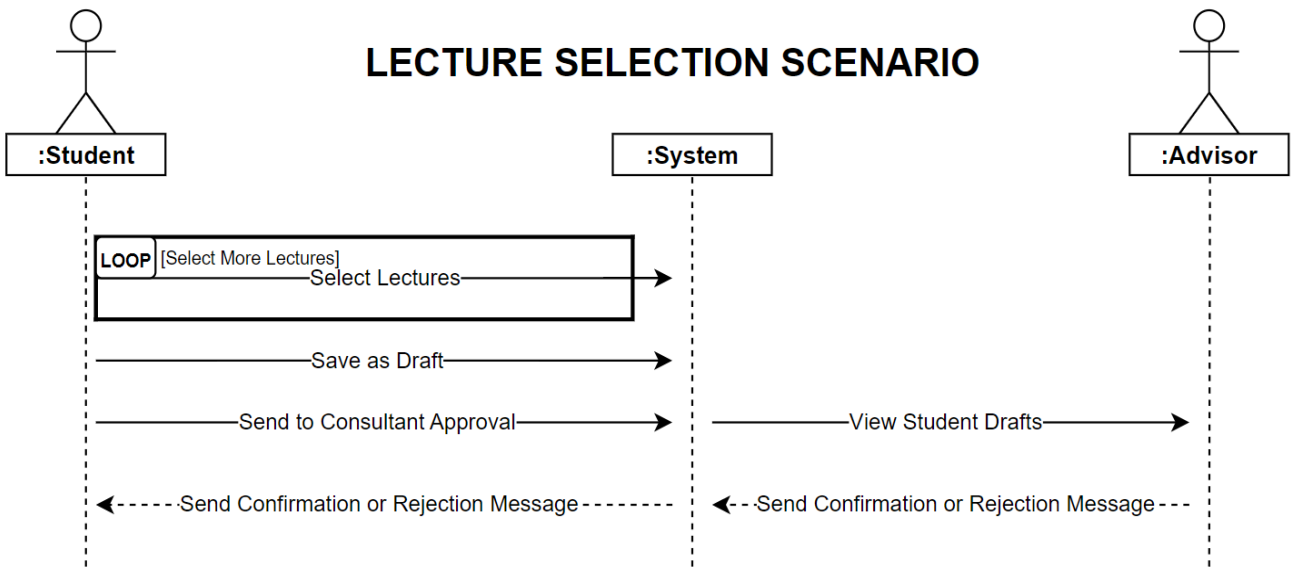 LECTURE SELECTION SCENARIO
:Student
:System
:Advisor
LOOP
[Select More Lectures]
Select Lectures
Save as Draft
Send to Consultant Approval
View Student Drafts
Send Confirmation or Rejection Message
Send Confirmation or Rejection Message